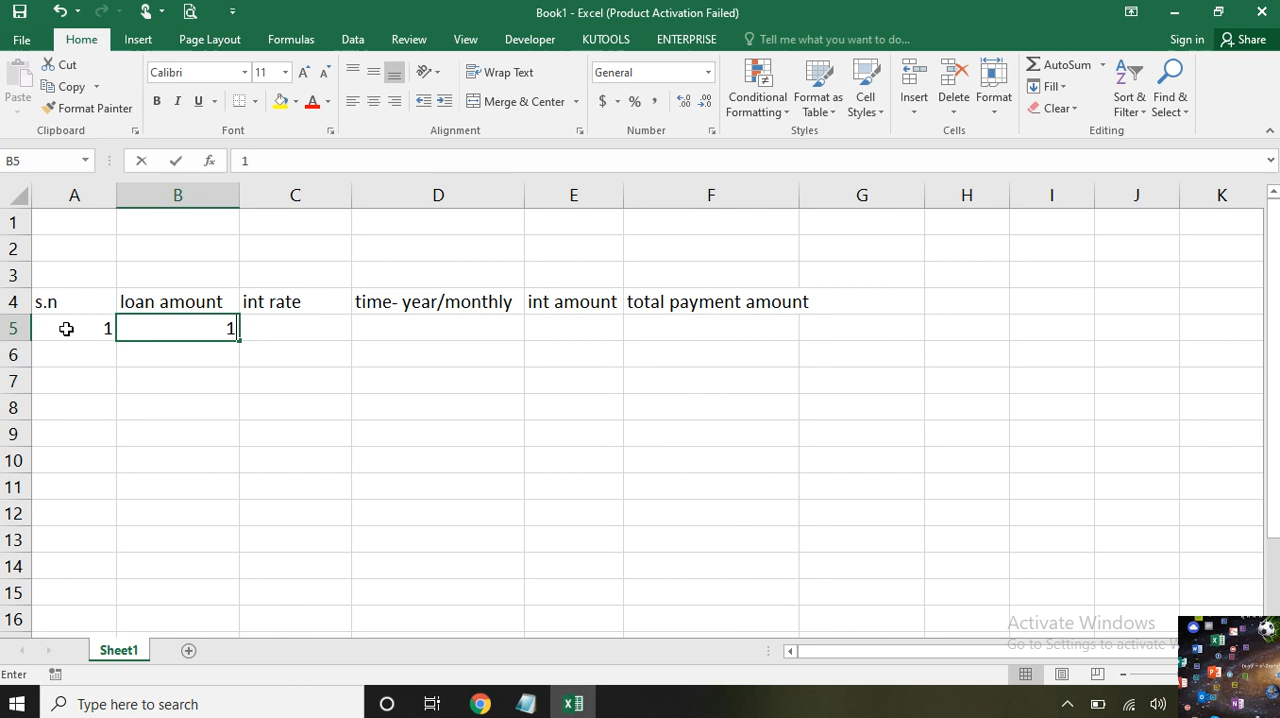 Book1 - Excel (Product Activation Failed)
File Home Insert Page Layout Formulas Data Review View Developer KUTOOLS ENTERPRISE Tell me what you want to do... Sign in Share
Paste
Cut
Copy
Format Painter
Clipboard
Calibri 11
B I U A
Font
Wrap Text
Merge & Center
Alignment
General
$ % ,
Number
Conditional Formatting
Format as Table
Cell Styles
Styles
Insert
Delete
Format
Cells
AutoSum
Fill
Clear
Sort & Filter
Find & Select
Editing
B5 fx 1
A B C D E F G H I J K
1
2
3
4 s.n loan amount int rate time- year/monthly int amount total payment amount
5 1 1
6
7
8
9
10
11
12
13
14
15
16
Activate Windows
Go to Settings to activate
Sheet1
Enter
Type here to search